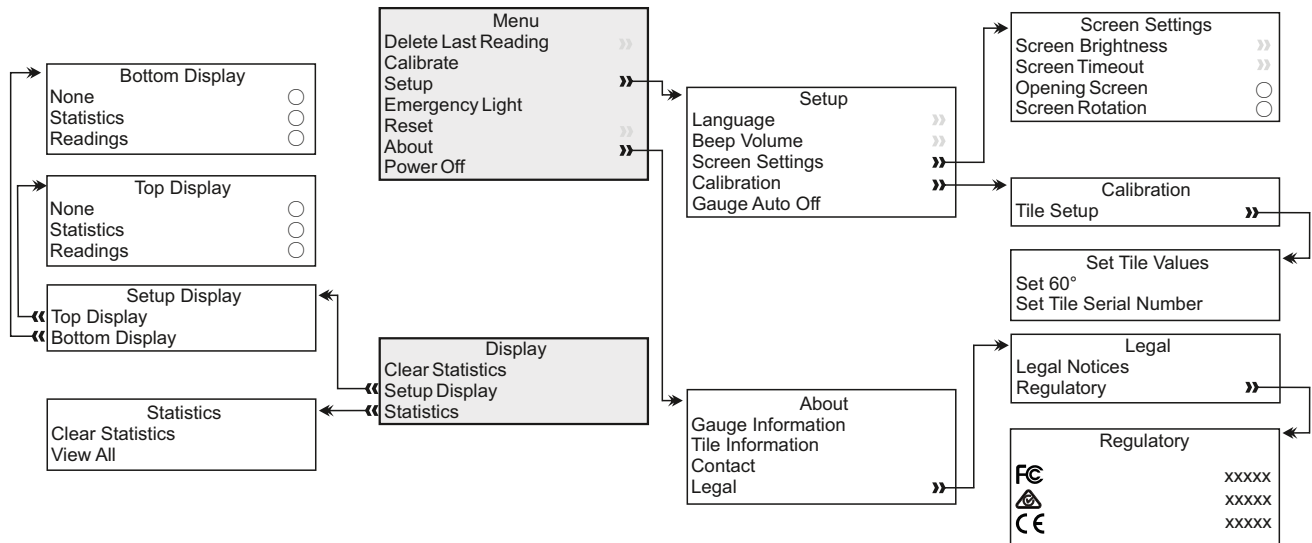 Bottom Display
None
Statistics
Readings
Top Display
None
Statistics
Readings
Setup Display
Top Display
Bottom Display
Statistics
Clear Statistics
View All
Menu
Delete Last Reading
Calibrate
Setup
Emergency Light
Reset
About
Power Off
Display
Clear Statistics
Setup Display
Statistics
Setup
Language
Beep Volume
Screen Settings
Calibration
Gauge Auto Off
About
Gauge Information
Tile Information
Contact
Legal
Screen Settings
Screen Brightness
Screen Timeout
Opening Screen
Screen Rotation
Calibration
Tile Setup
Set Tile Values
Set 60°
Set Tile Serial Number
Legal
Legal Notices
Regulatory
Regulatory
FC xxxxx
xxxxx
CE xxxxx